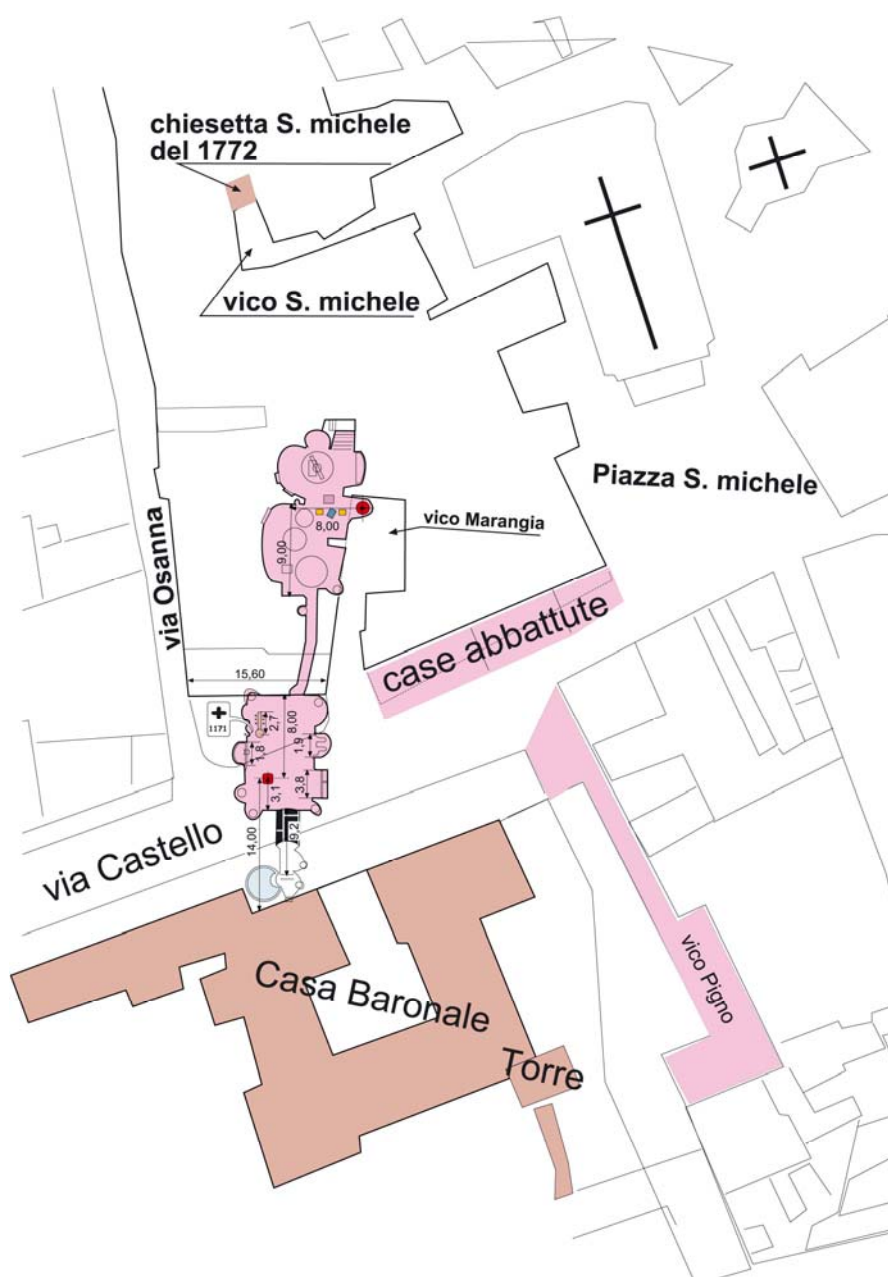 chiesetta S. michele
del 1772
vico S. michele
Piazza S. michele
8,00
vico Marangia
9,00
via Osanna
case abbattute
15,60
1171
2,7
8,00
1,8
1,9
3,8
3,1
14,00
9,2
via Castello
vico Pigno
Casa Baronale
Torre